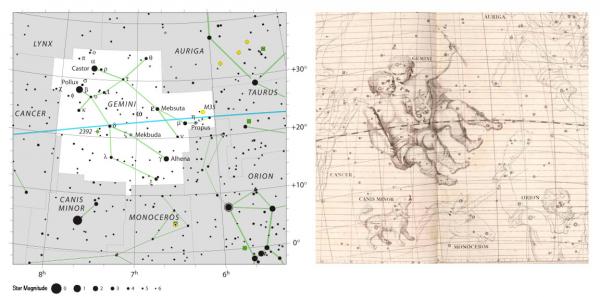 LYNX
AURIGA
Castor
Pollux
GEMINI
TAURUS
+30°
CANCER
Mebsuta
M35
Propus
2392
Mekbuda
+20°
Alhena
ORION
+10°
CANIS
MINOR
MONOCEROS
0°
8ʰ 7ʰ 6ʰ
Star Magnitude 0 1 2 3 4 5 6
AURIGA
GEMINI
CANCER
CANIS MINOR
ORION
MONOCEROS